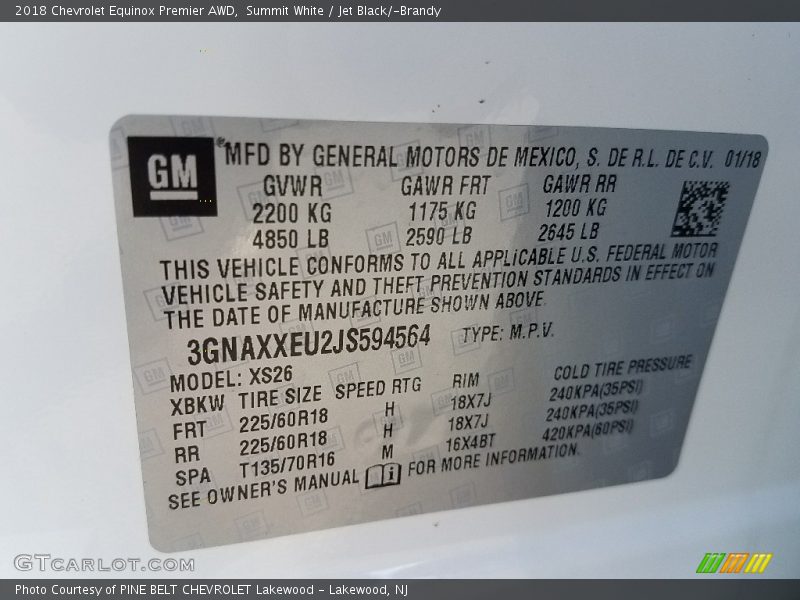 2018 Chevrolet Equinox Premier AWD, Summit White / Jet Black/-Brandy
GM ®MFD BY GENERAL MOTORS DE MEXICO, S. DE R.L. DE C.V. 01/18
GVWR GAWR FRT GAWR RR
2200 KG 1175 KG 1200 KG
4850 LB 2590 LB 2645 LB
THIS VEHICLE CONFORMS TO ALL APPLICABLE U.S. FEDERAL MOTOR
VEHICLE SAFETY AND THEFT PREVENTION STANDARDS IN EFFECT ON
THE DATE OF MANUFACTURE SHOWN ABOVE.
3GNAXXEU2JS594564 TYPE: M.P.V.
MODEL: XS26
XBKW TIRE SIZE SPEED RTG RIM COLD TIRE PRESSURE
FRT 225/60R18 H 18X7J 240KPA(35PSI)
RR 225/60R18 H 18X7J 240KPA(35PSI)
SPA T135/70R16 M 16X4BT 420KPA(60PSI)
SEE OWNER'S MANUAL FOR MORE INFORMATION.
GTCARLOT.COM
Photo Courtesy of PINE BELT CHEVROLET Lakewood - Lakewood, NJ